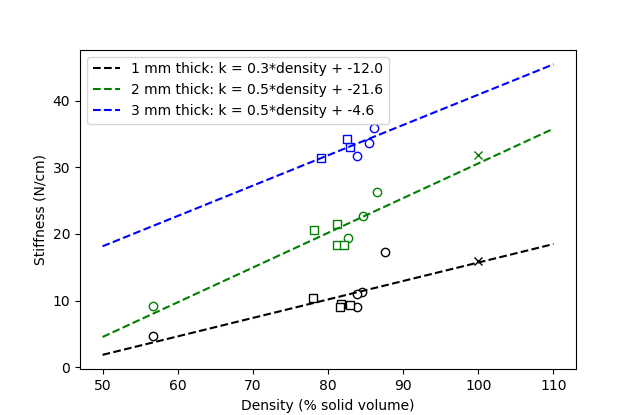 1 mm thick: k = 0.3*density + -12.0
2 mm thick: k = 0.5*density + -21.6
3 mm thick: k = 0.5*density + -4.6
Stiffness (N/cm)
40
30
20
10
0
50 60 70 80 90 100 110
Density (% solid volume)